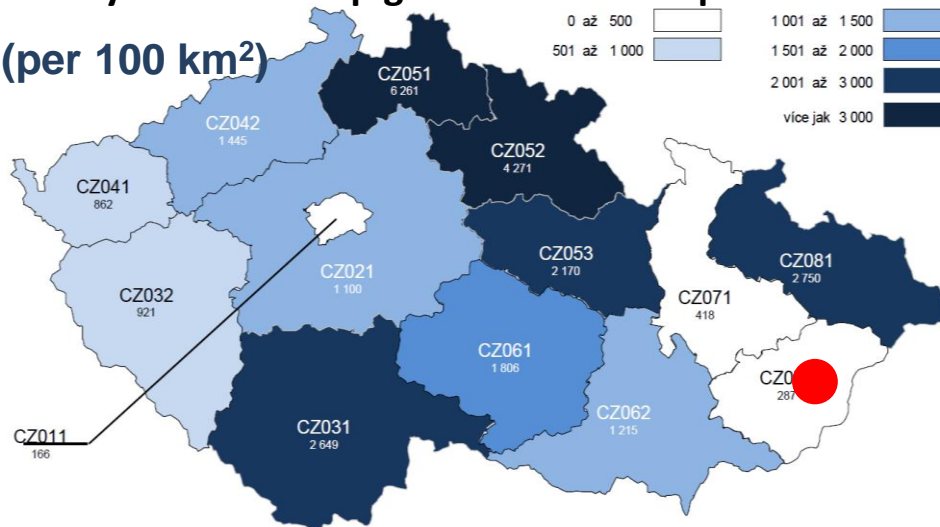 (per 100 km²)
0 až 500
501 až 1 000
1 001 až 1 500
1 501 až 2 000
2 001 až 3 000
více jak 3 000
CZ051
6 261
CZ042
1 445
CZ052
4 271
CZ041
862
CZ053
2 170
CZ081
2 750
CZ021
1 100
CZ032
921
CZ071
418
CZ061
1 806
CZ0
287
CZ062
1 215
CZ031
2 649
CZ011
166